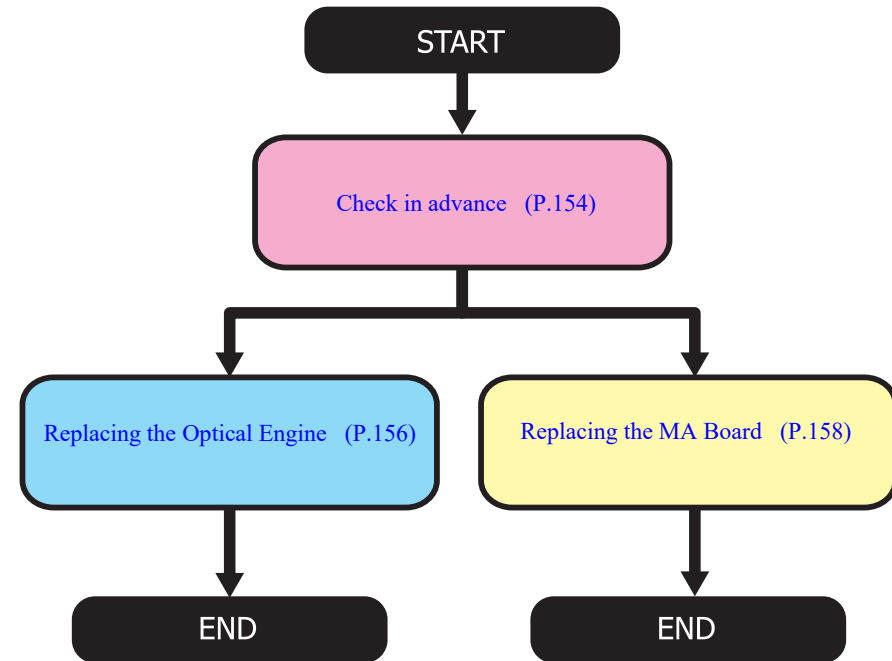 START
Check in advance (P.154)
Replacing the Optical Engine (P.156)
Replacing the MA Board (P.158)
END
END